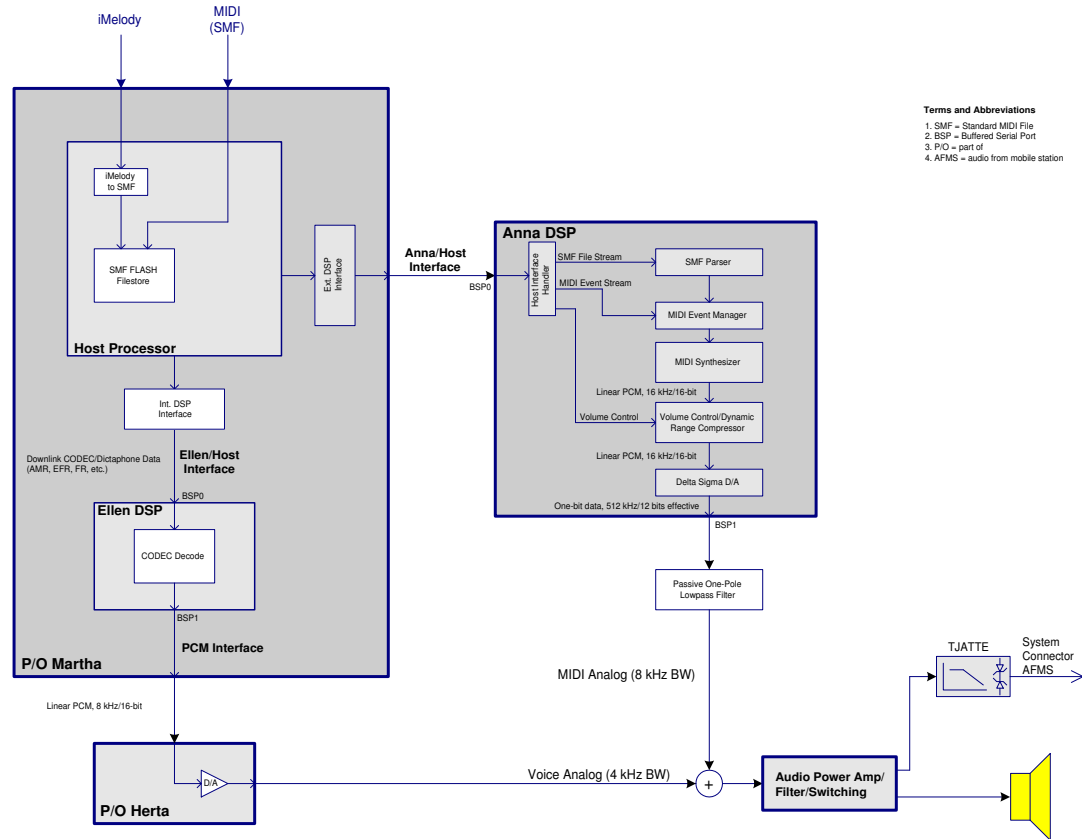 iMelody
MIDI
(SMF)
Terms and Abbreviations
1. SMF = Standard MIDI File
2. BSP = Buffered Serial Port
3. P/O = part of
4. AFMS = audio from mobile station
iMelody
to SMF
SMF FLASH
Filestore
Host Processor
Ext. DSP
Interface
Anna/Host
Interface
BSP0
Anna DSP
Host Interface
Handler
SMF File Stream
SMF Parser
MIDI Event Stream
MIDI Event Manager
MIDI Synthesizer
Linear PCM, 16 kHz/16-bit
Volume Control
Volume Control/Dynamic
Range Compressor
Linear PCM, 16 kHz/16-bit
Delta Sigma D/A
One-bit data, 512 kHz/12 bits effective
BSP1
Int. DSP
Interface
Downlink CODEC/Dictaphone Data
(AMR, EFR, FR, etc.)
Ellen/Host
Interface
BSP0
Ellen DSP
CODEC Decode
BSP1
PCM Interface
P/O Martha
Passive One-Pole
Lowpass Filter
MIDI Analog (8 kHz BW)
TJATTE
System
Connector
AFMS
Linear PCM, 8 kHz/16-bit
D/A
P/O Herta
Voice Analog (4 kHz BW)
+
Audio Power Amp/
Filter/Switching